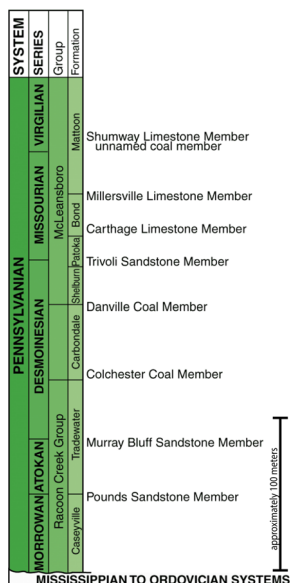 SYSTEM
SERIES
Group
Formation
PENNSYLVANIAN
VIRGILIAN
MISSOURIAN
DESMOINESIAN
ATOKAN
MORROWAN
McLeansboro
Racoon Creek Group
Mattoon
Bond
Patoka
Shelburn
Carbondale
Tradewater
Caseyville
Shumway Limestone Member
unnamed coal member
Millersville Limestone Member
Carthage Limestone Member
Trivoli Sandstone Member
Danville Coal Member
Colchester Coal Member
Murray Bluff Sandstone Member
Pounds Sandstone Member
approximately 100 meters
MISSISSIPPIAN TO ORDOVICIAN SYSTEMS